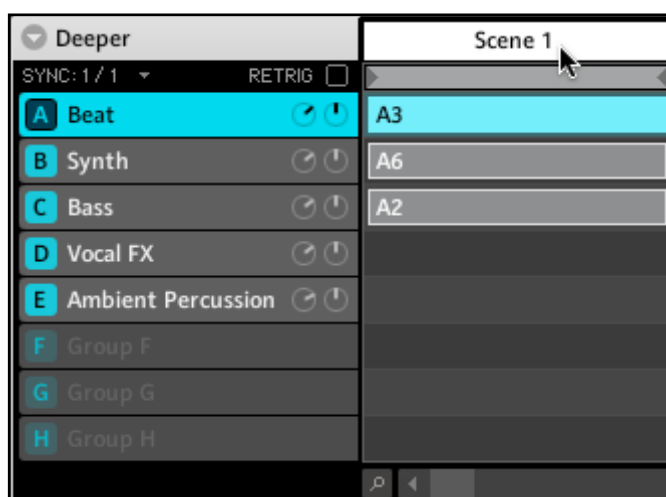 Deeper Scene 1
SYNC: 1 / 1 RETRIG
A Beat A3
B Synth A6
C Bass A2
D Vocal FX
E Ambient Percussion
F Group F
G Group G
H Group H